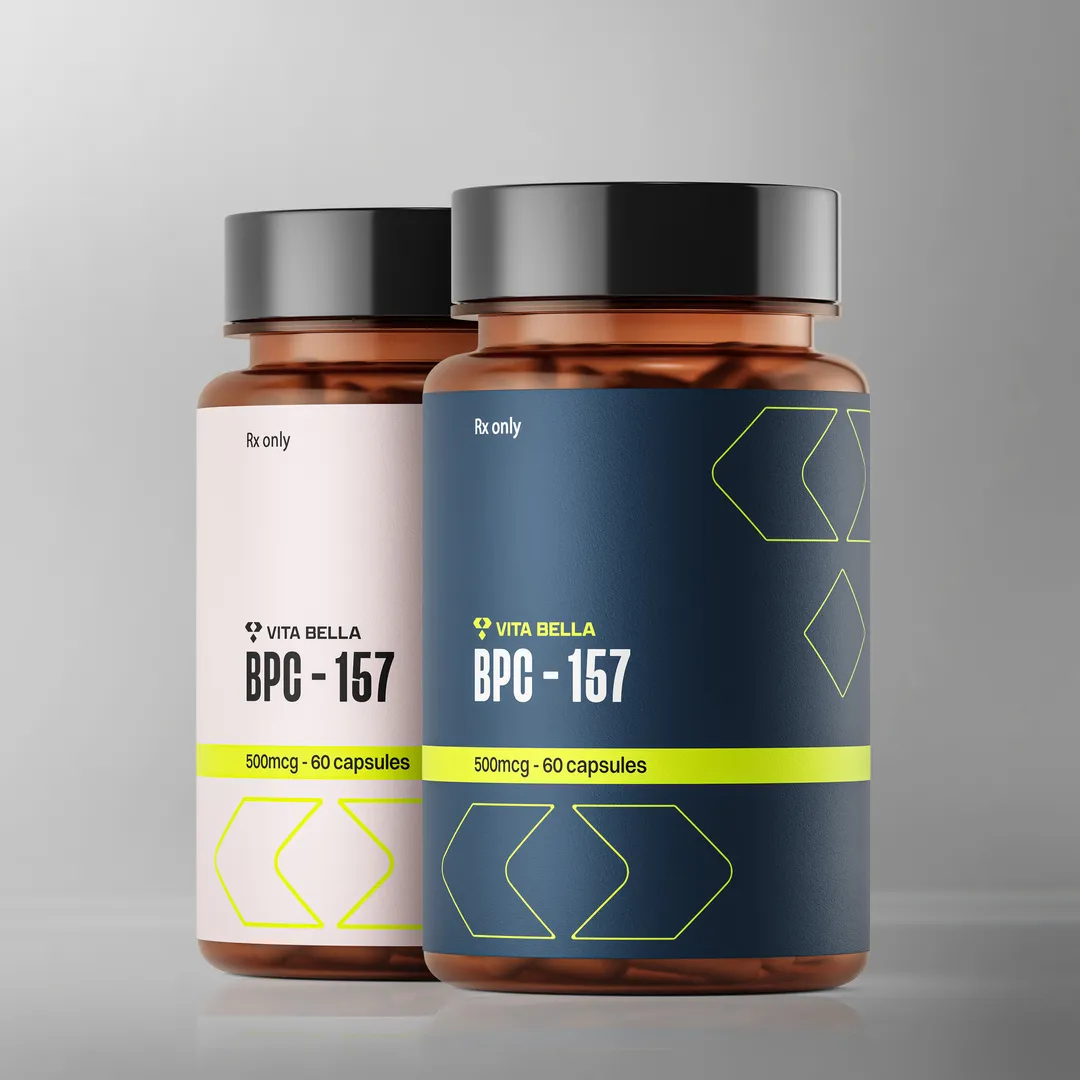 Rx only
VITA BELLA
BPC - 157
500mcg - 60 capsules
Rx only
VITA BELLA
BPC - 157
500mcg - 60 capsules